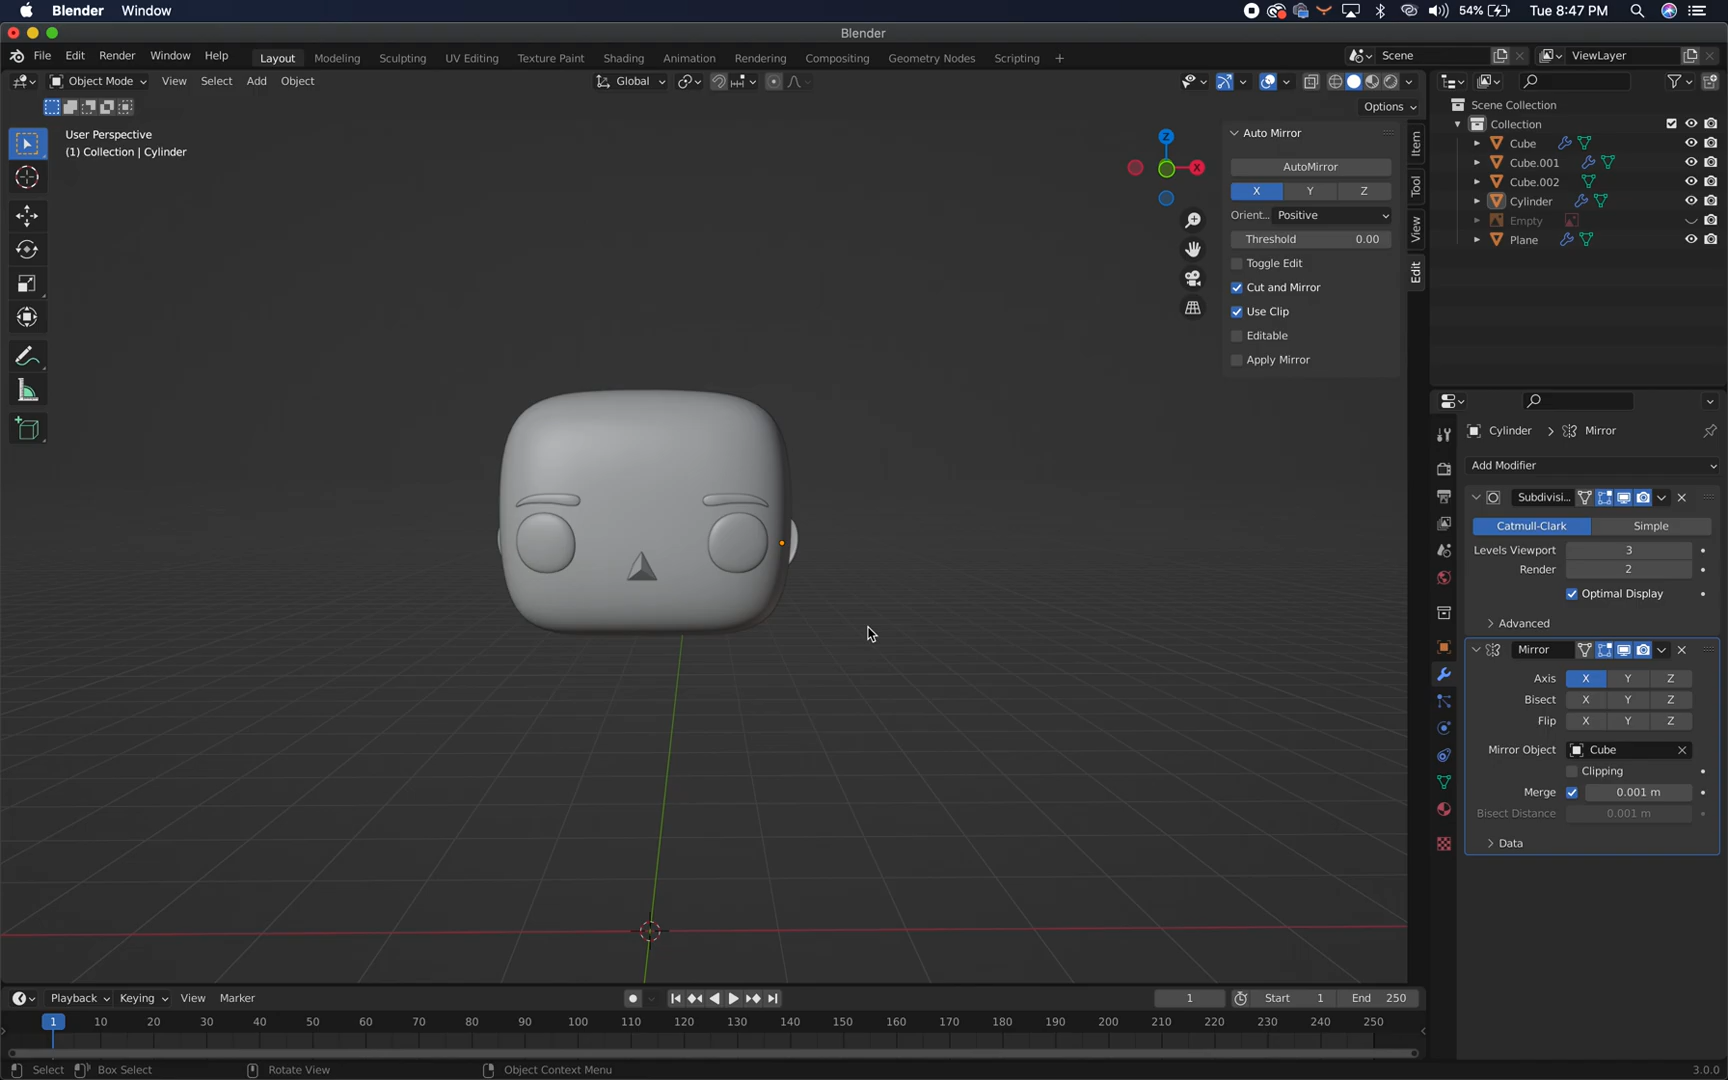 Blender Window 54% Tue 8:47 PM
Blender
File Edit Render Window Help Layout Modeling Sculpting UV Editing Texture Paint Shading Animation Rendering Compositing Geometry Nodes Scripting + Scene ViewLayer
Object Mode View Select Add Object Global
Options
User Perspective
(1) Collection | Cylinder
Z
X
Auto Mirror
AutoMirror
X Y Z
Orient... Positive
Threshold 0.00
Toggle Edit
Cut and Mirror
Use Clip
Editable
Apply Mirror
Item
Tool
View
Edit
Scene Collection
Collection
Cube
Cube.001
Cube.002
Cylinder
Empty
Plane
Cylinder > Mirror
Add Modifier
Subdivisi...
Catmull-Clark Simple
Levels Viewport 3
Render 2
Optimal Display
Advanced
Mirror
Axis X Y Z
Bisect X Y Z
Flip X Y Z
Mirror Object Cube
Clipping
Merge 0.001 m
Bisect Distance 0.001 m
Data
Playback Keying View Marker 1 Start 1 End 250
1 10 20 30 40 50 60 70 80 90 100 110 120 130 140 150 160 170 180 190 200 210 220 230 240 250
Select Box Select Rotate View Object Context Menu 3.0.0